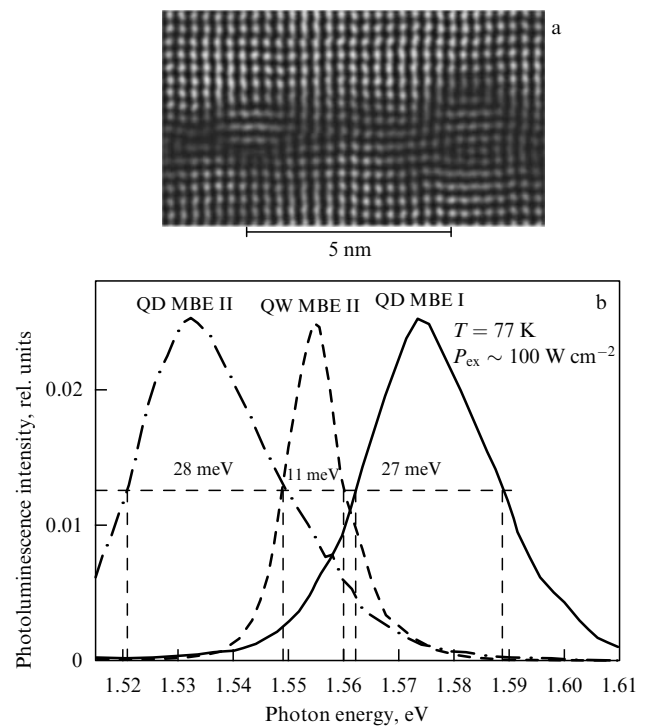 a
5 nm
QD MBE II QW MBE II QD MBE I b
T = 77 K
P_ex ~ 100 W cm⁻²
Photoluminescence intensity, rel. units
0.02
28 meV 11 meV 27 meV
0.01
0
1.52 1.53 1.54 1.55 1.56 1.57 1.58 1.59 1.60 1.61
Photon energy, eV